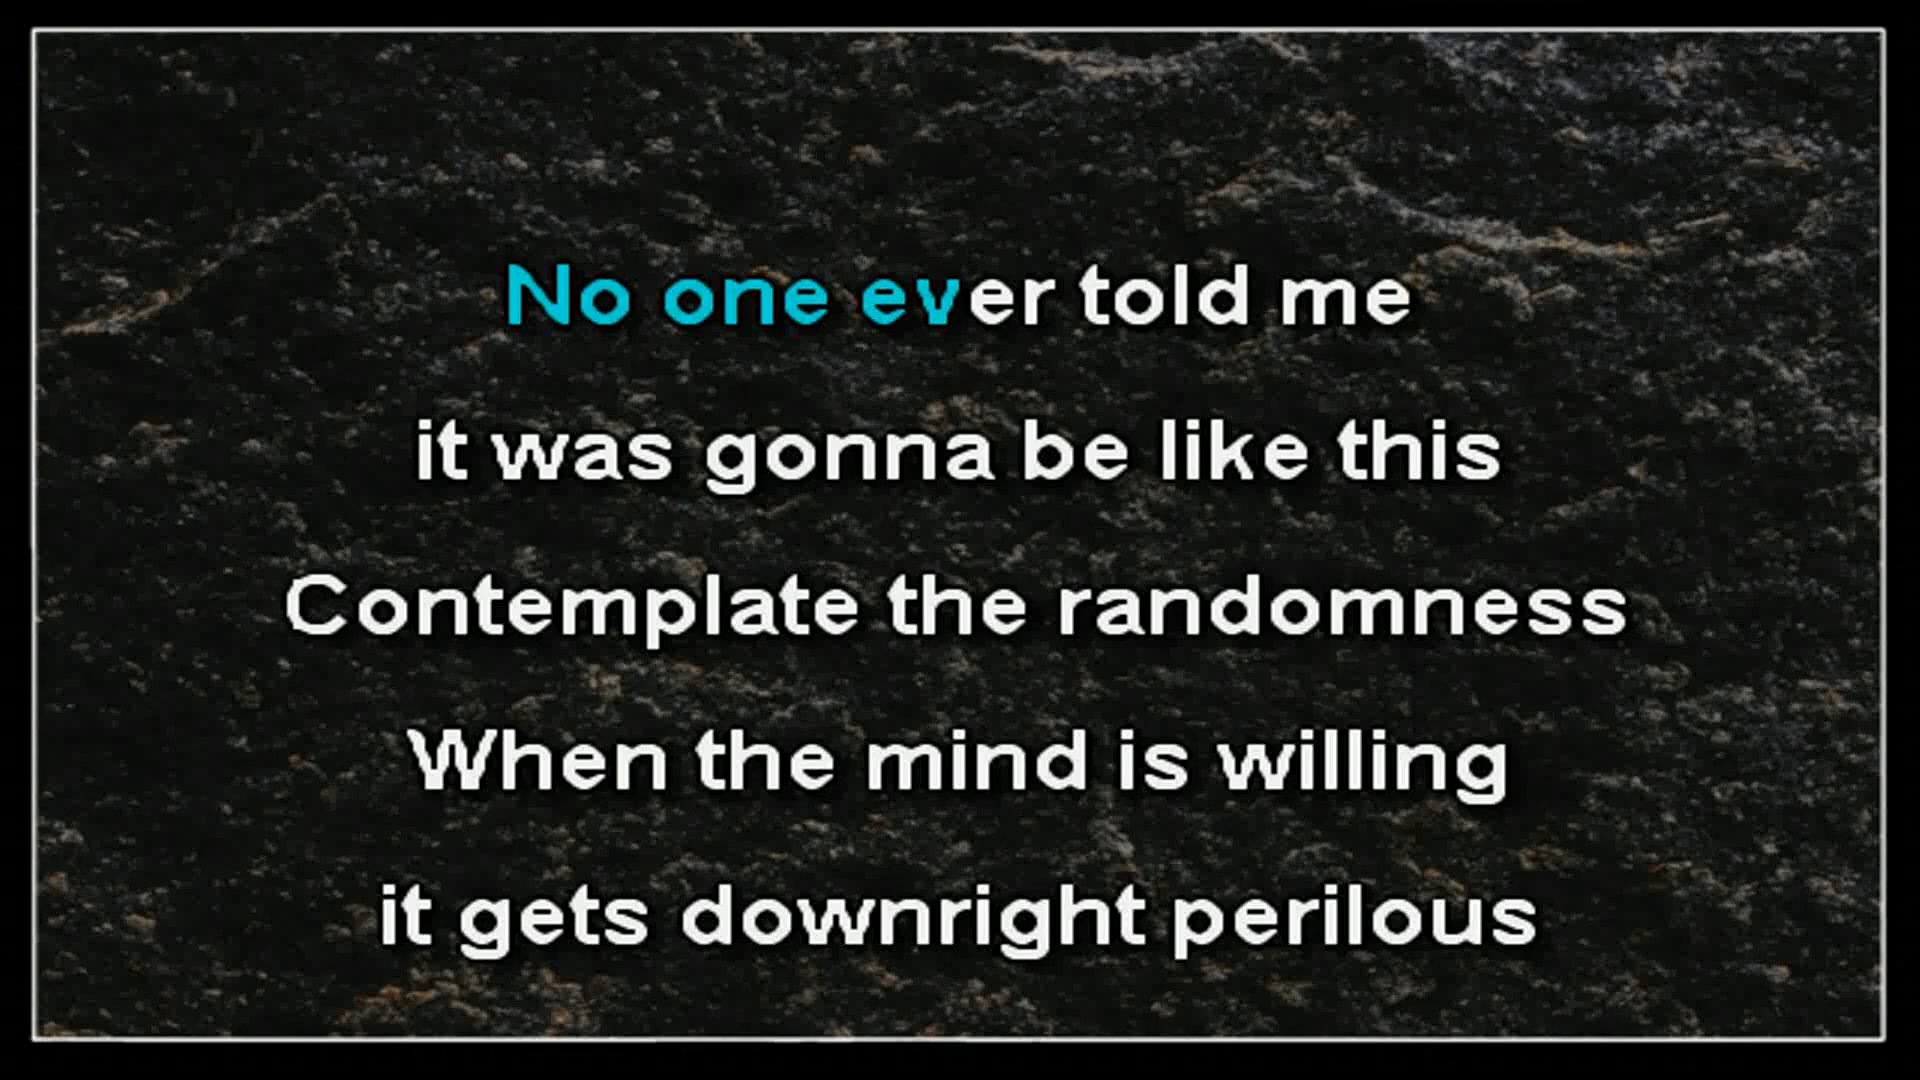 No one ever told me
it was gonna be like this
Contemplate the randomness
When the mind is willing
it gets downright perilous